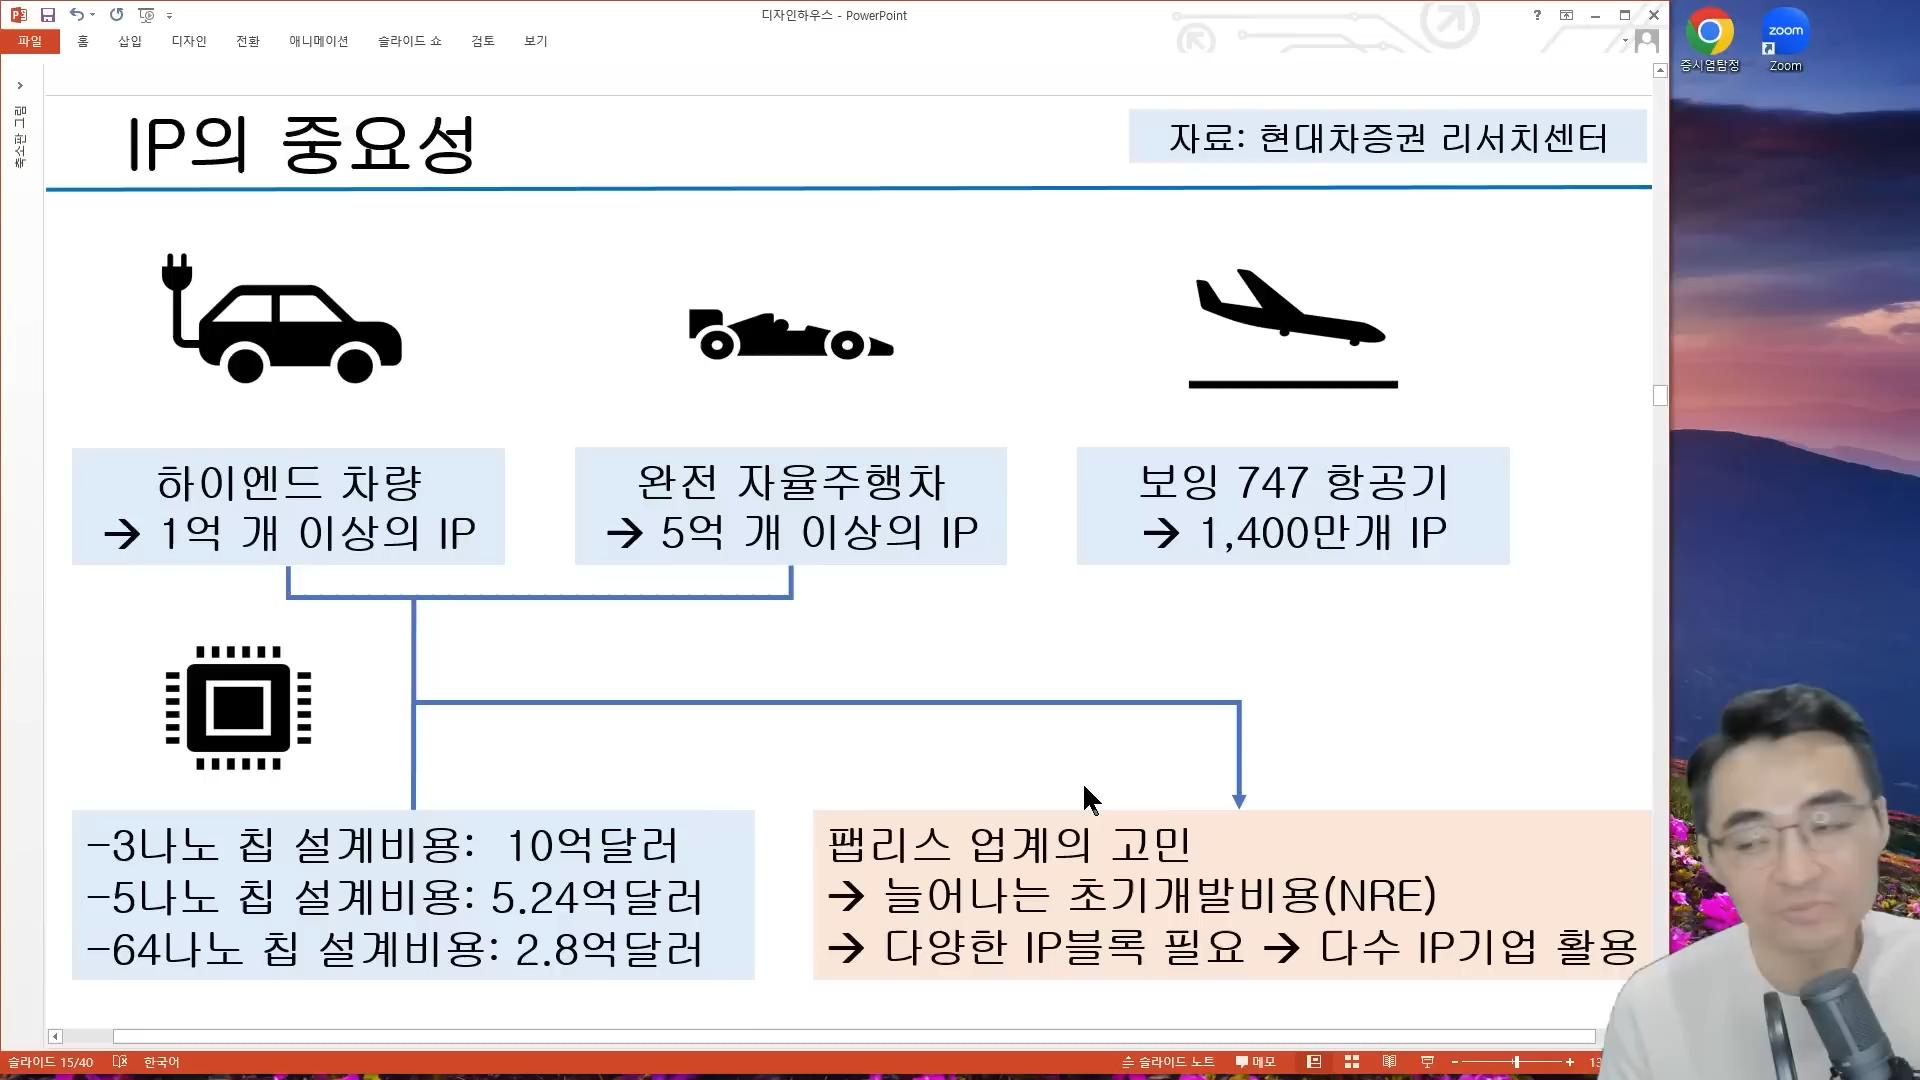 디자인하우스 - PowerPoint
파일 홈 삽입 디자인 전환 애니메이션 슬라이드 쇼 검토 보기
증시염탐정
zoom
Zoom
축소판 그림
IP의 중요성
자료: 현대차증권 리서치센터
하이엔드 차량
→ 1억 개 이상의 IP
완전 자율주행차
→ 5억 개 이상의 IP
보잉 747 항공기
→ 1,400만개 IP
-3나노 칩 설계비용: 10억달러
-5나노 칩 설계비용: 5.24억달러
-64나노 칩 설계비용: 2.8억달러
팹리스 업계의 고민
→ 늘어나는 초기개발비용(NRE)
→ 다양한 IP블록 필요 → 다수 IP기업 활용
슬라이드 15/40 한국어 슬라이드 노트 메모